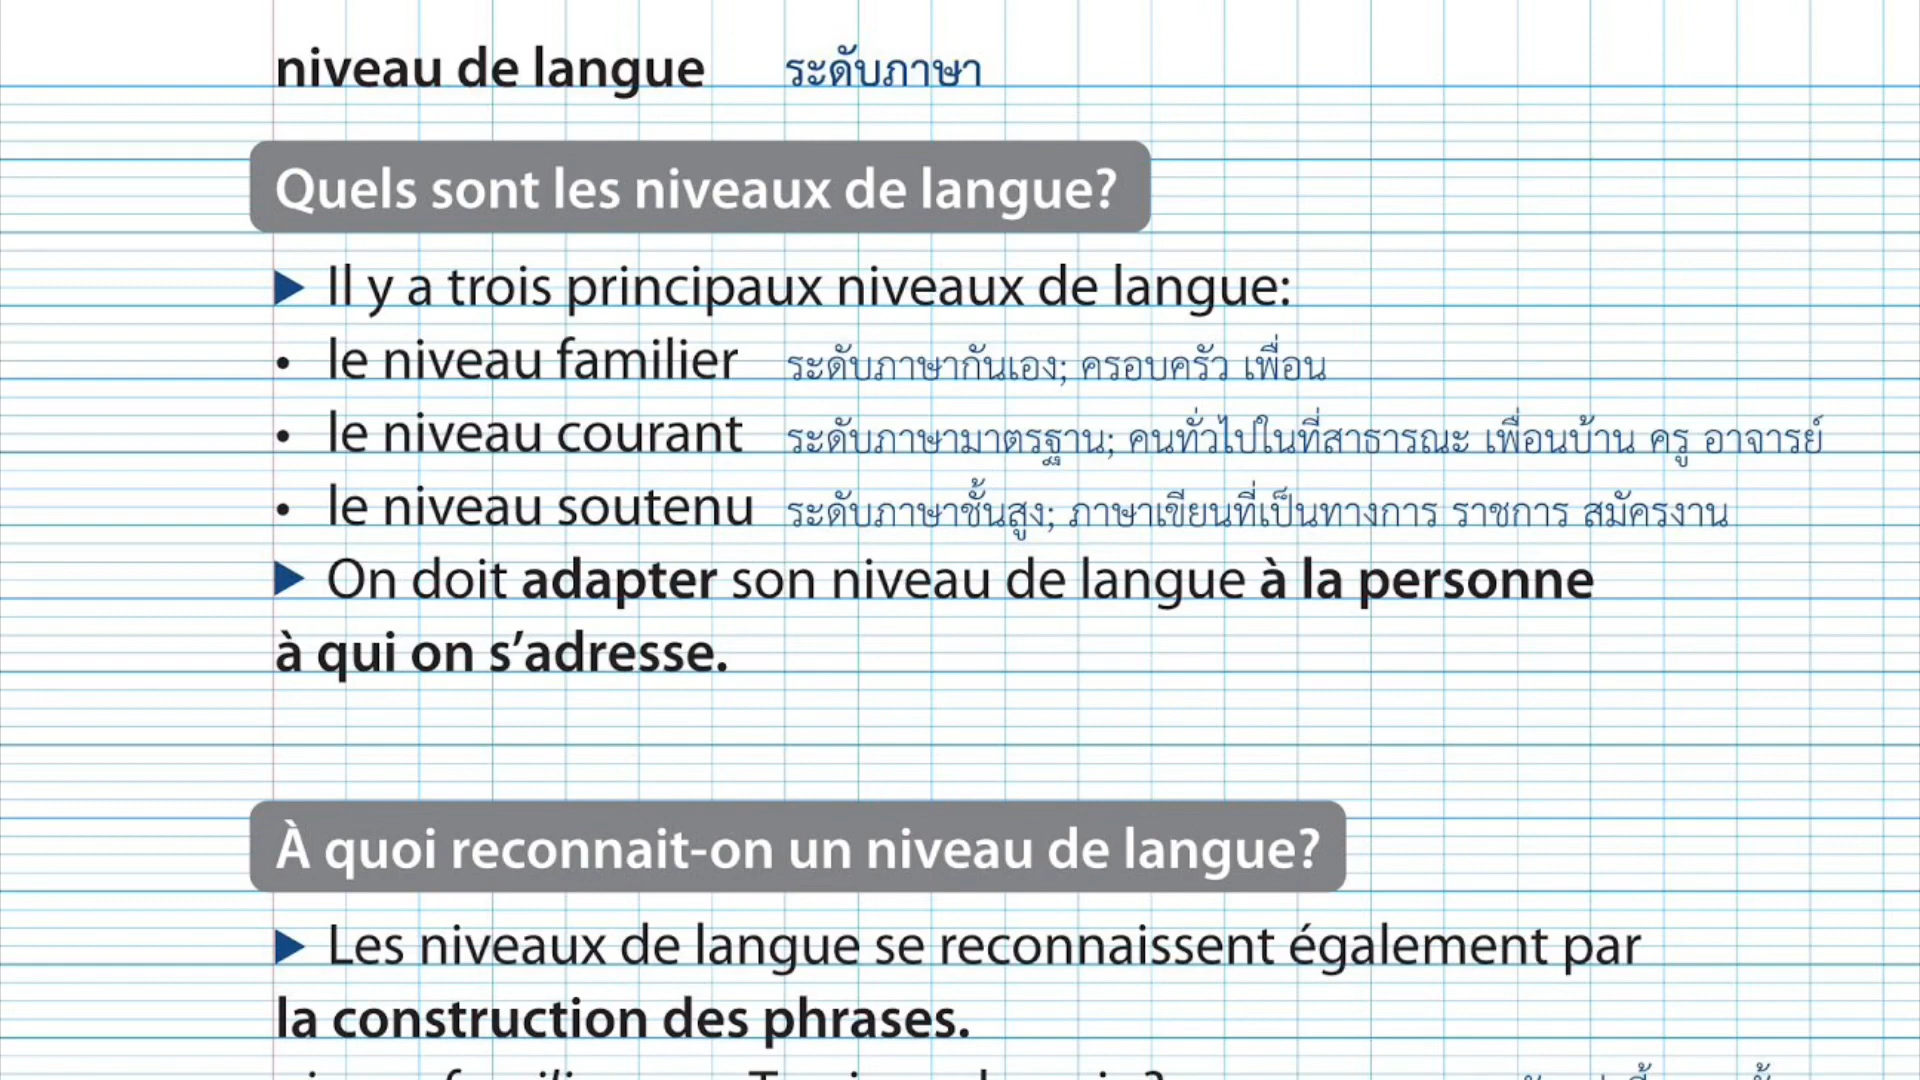 niveau de langue ระดับภาษา
Quels sont les niveaux de langue?
▶ Il y a trois principaux niveaux de langue:
• le niveau familier ระดับภาษากันเอง; ครอบครัว เพื่อน
• le niveau courant ระดับภาษามาตรฐาน; คนทั่วไปในที่สาธารณะ เพื่อนบ้าน ครู อาจารย์
• le niveau soutenu ระดับภาษาชั้นสูง; ภาษาเขียนที่เป็นทางการ ราชการ สมัครงาน
▶ On doit adapter son niveau de langue à la personne
à qui on s’adresse.
À quoi reconnait-on un niveau de langue?
▶ Les niveaux de langue se reconnaissent également par
la construction des phrases.